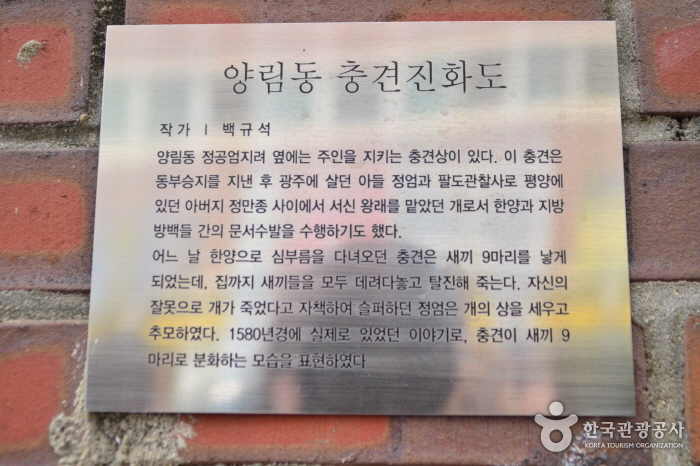 양림동 충견진화도
작가 ㅣ 백규석
양림동 정공엄지려 옆에는 주인을 지키는 충견상이 있다. 이 충견은
동부승지를 지낸 후 광주에 살던 아들 정엄과 팔도관찰사로 평양에
있던 아버지 정만종 사이에서 서신 왕래를 맡았던 개로서 한양과 지방
방백들 간의 문서수발을 수행하기도 했다.
어느 날 한양으로 심부름을 다녀오던 충견은 새끼 9마리를 낳게
되었는데, 집까지 새끼들을 모두 데려다놓고 탈진해 죽는다. 자신의
잘못으로 개가 죽었다고 자책하여 슬퍼하던 정엄은 개의 상을 세우고
추모하였다. 1580년경에 실제로 있었던 이야기로, 충견이 새끼 9
마리로 분화하는 모습을 표현하였다
한국관광공사
KOREA TOURISM ORGANIZATION